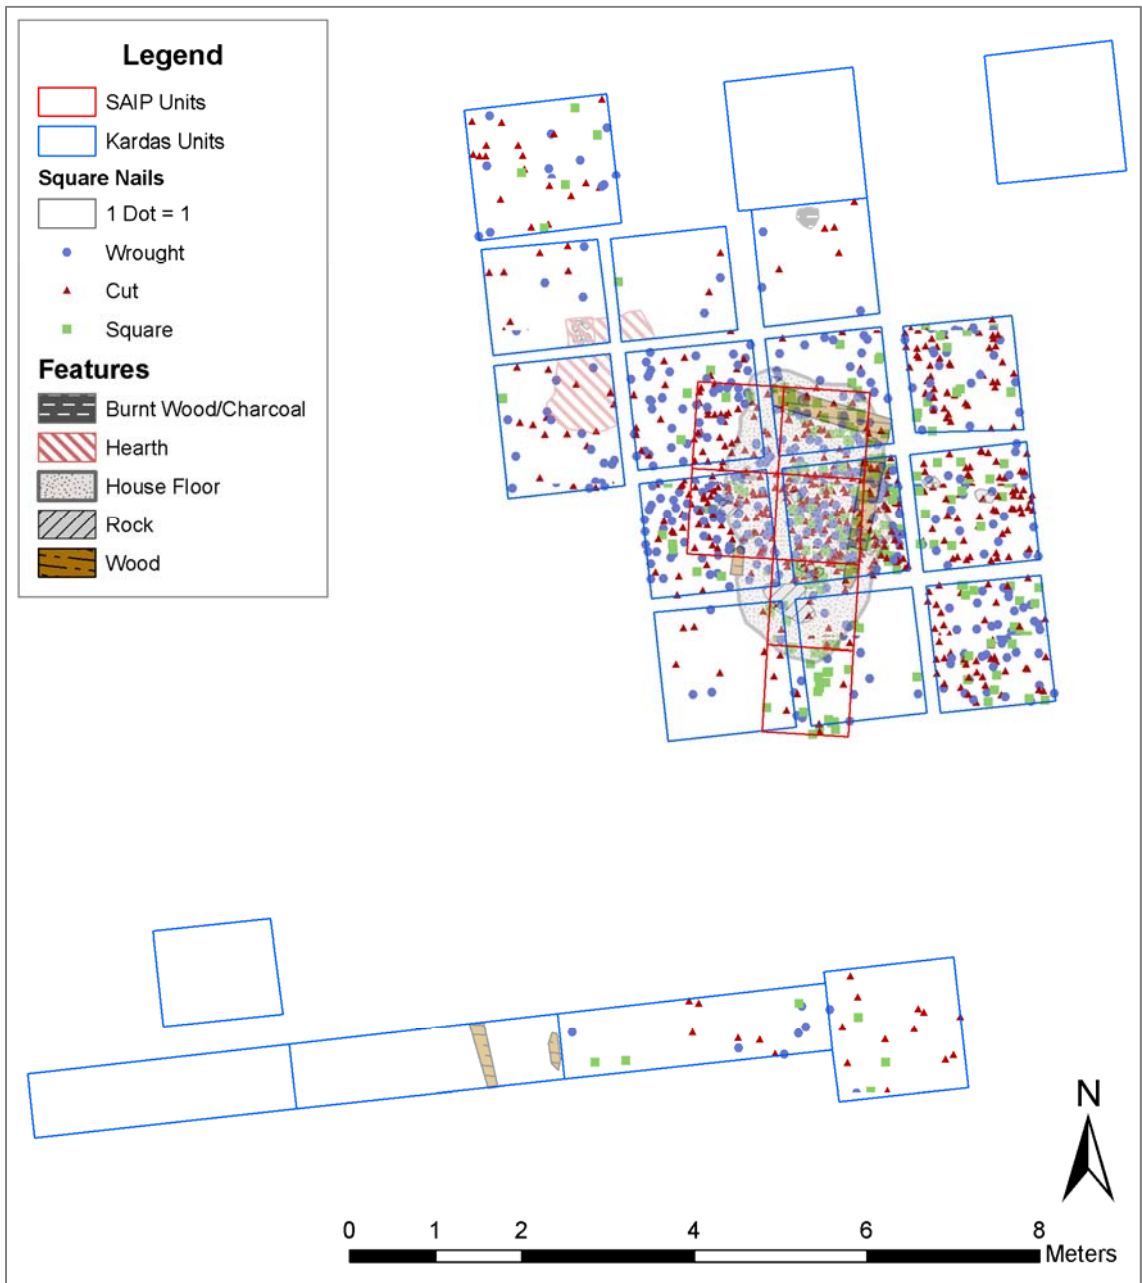 Legend
SAIP Units
Kardas Units
Square Nails
1 Dot = 1
Wrought
Cut
Square
Features
Burnt Wood/Charcoal
Hearth
House Floor
Rock
Wood
N
0 1 2 4 6 8
Meters